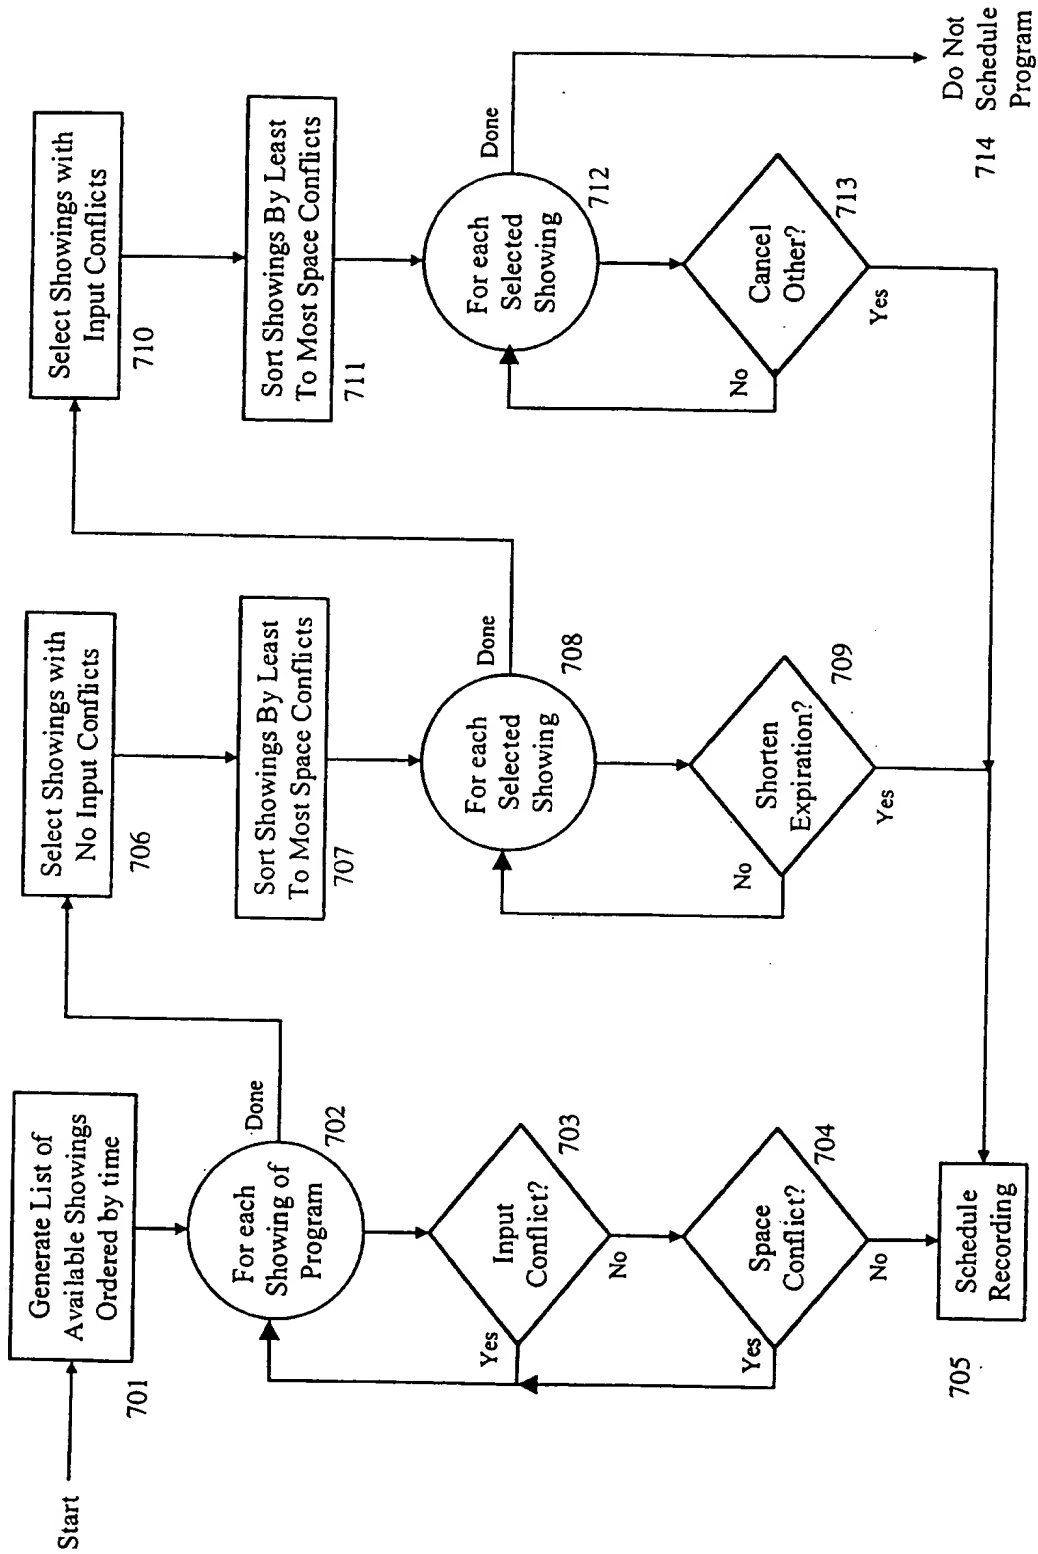 Start
Generate List of
Available Showings
Ordered by time
701
For each
Showing of
Program
702
Done
Input
Conflict?
703
Yes
No
Space
Conflict?
704
Yes
No
Schedule
Recording
705
Select Showings with
No Input Conflicts
706
Sort Showings By Least
To Most Space Conflicts
707
For each
Selected
Showing
708
Done
Shorten
Expiration?
709
No
Yes
Select Showings with
Input Conflicts
710
Sort Showings By Least
To Most Space Conflicts
711
For each
Selected
Showing
712
Done
Cancel
Other?
713
No
Yes
Do Not
Schedule
Program
714